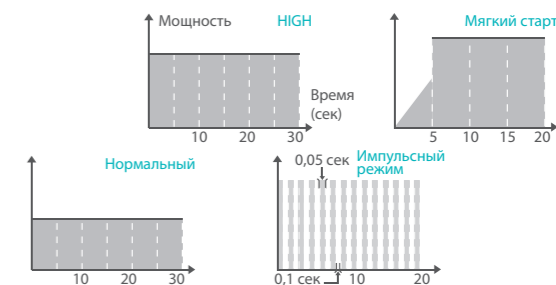 Мощность
HIGH
Время
(сек)
10 20 30
Мягкий старт
5 10 15 20
Нормальный
10 20 30
0,05 сек
Импульсный
режим
0,1 сек
10 20